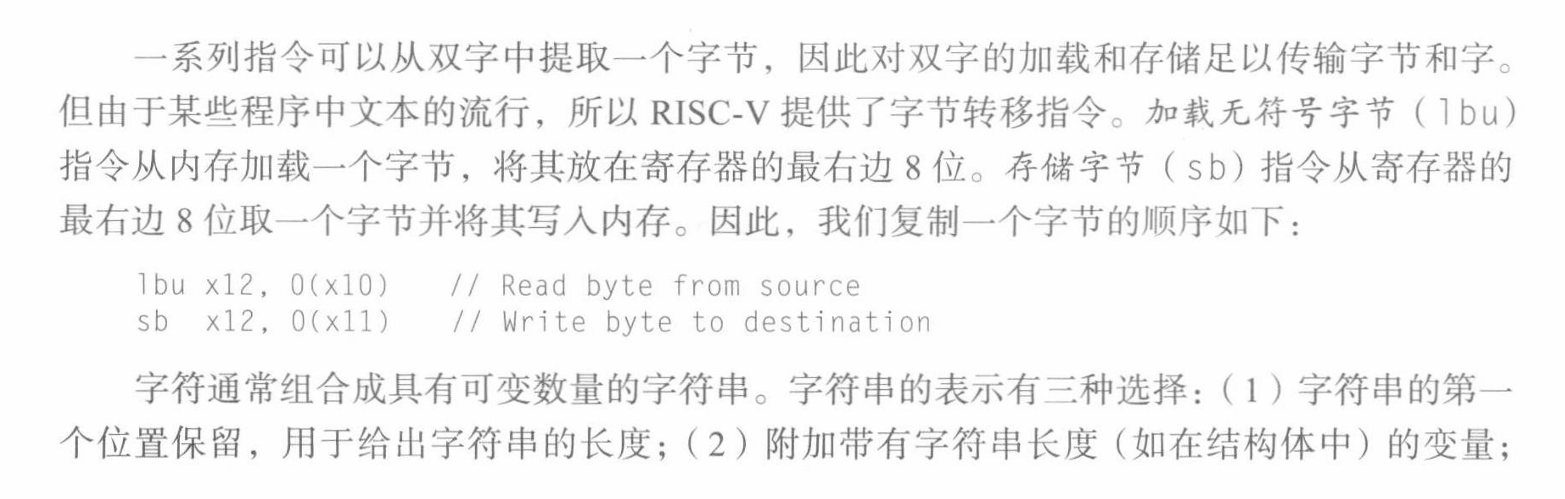 一系列指令可以从双字中提取一个字节，因此对双字的加载和存储足以传输字节和字。
但由于某些程序中文本的流行，所以 RISC-V 提供了字节转移指令。加载无符号字节（lbu）
指令从内存加载一个字节，将其放在寄存器的最右边 8 位。存储字节（sb）指令从寄存器的
最右边 8 位取一个字节并将其写入内存。因此，我们复制一个字节的顺序如下：
lbu x12, 0(x10)   // Read byte from source
sb  x12, 0(x11)   // Write byte to destination
字符通常组合成具有可变数量的字符串。字符串的表示有三种选择：（1）字符串的第一
个位置保留，用于给出字符串的长度；（2）附加带有字符串长度（如在结构体中）的变量；